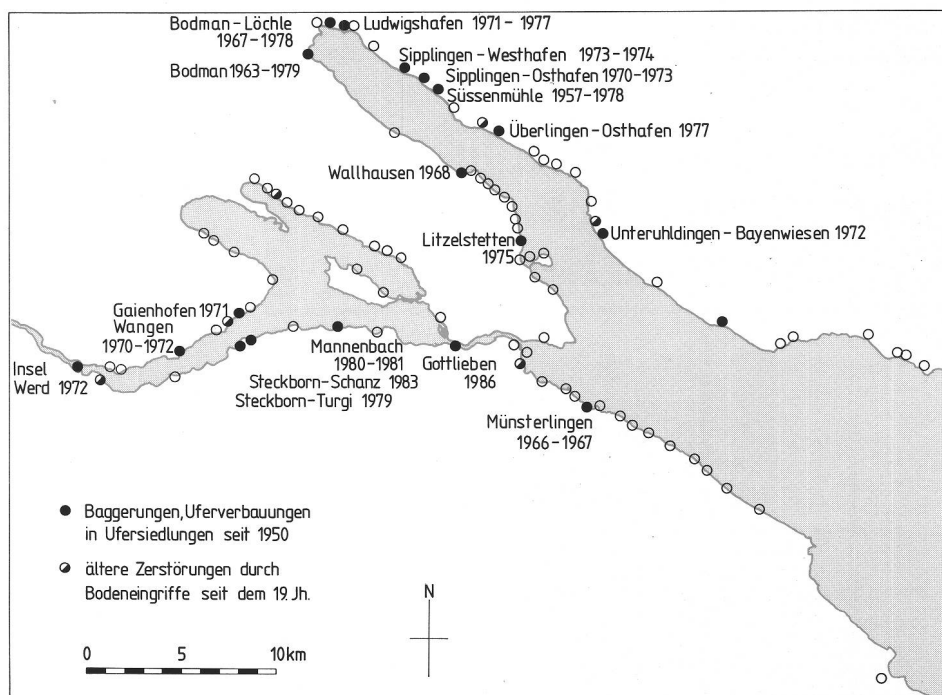 Bodman-Löchle
1967-1978
Ludwigshafen 1971-1977
Bodman 1963-1979
Sipplingen-Westhafen 1973-1974
Sipplingen-Osthafen 1970-1973
Süssenmühle 1957-1978
Überlingen-Osthafen 1977
Wallhausen 1968
Litzelstetten
1975
Unteruhldingen-Bayenwiesen 1972
Gaienhofen 1971
Wangen
1970-1972
Insel
Werd 1972
Mannenbach
1980-1981
Steckborn-Schanz 1983
Steckborn-Turgi 1979
Gottlieben
1986
Münsterlingen
1966-1967
Baggerungen, Uferverbauungen
in Ufersiedlungen seit 1950
ältere Zerstörungen durch
Bodeneingriffe seit dem 19. Jh.
N
0 5 10 km